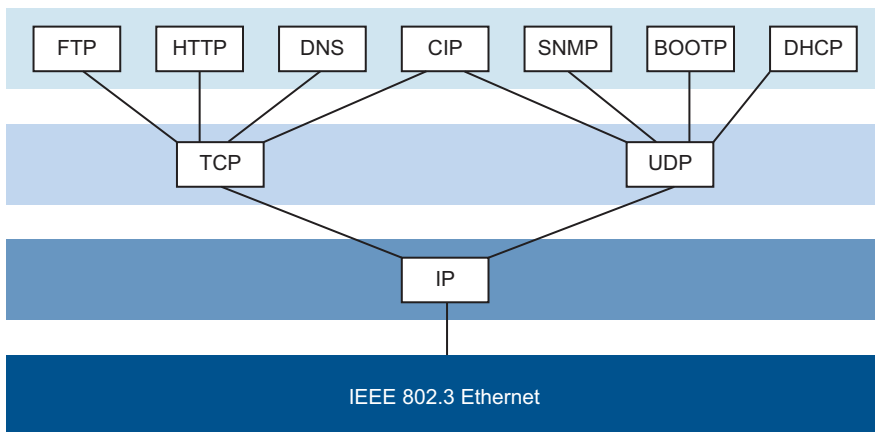 FTP HTTP DNS CIP SNMP BOOTP DHCP
TCP UDP
IP
IEEE 802.3 Ethernet